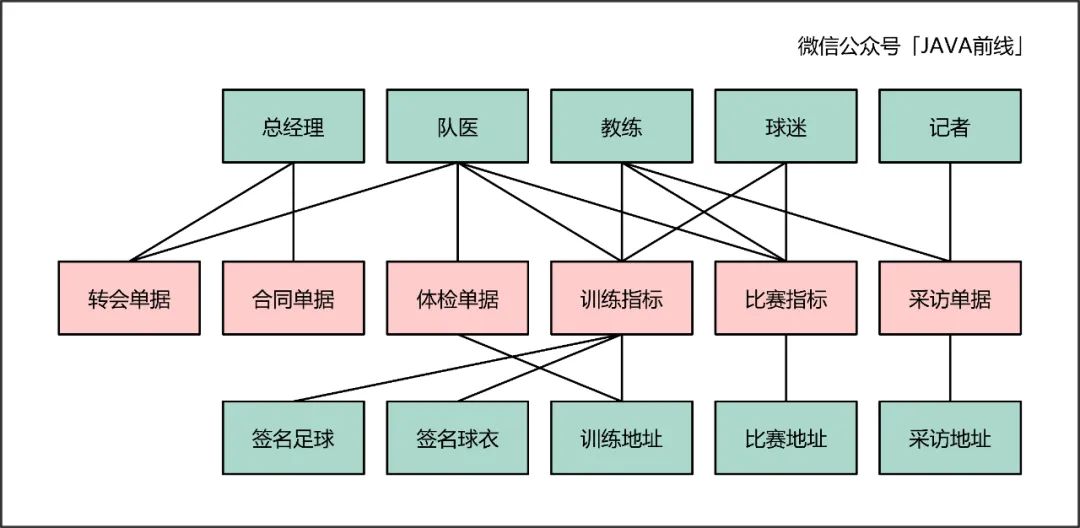 微信公众号「JAVA前线」
总经理
队医
教练
球迷
记者
转会单据
合同单据
体检单据
训练指标
比赛指标
采访单据
签名足球
签名球衣
训练地址
比赛地址
采访地址